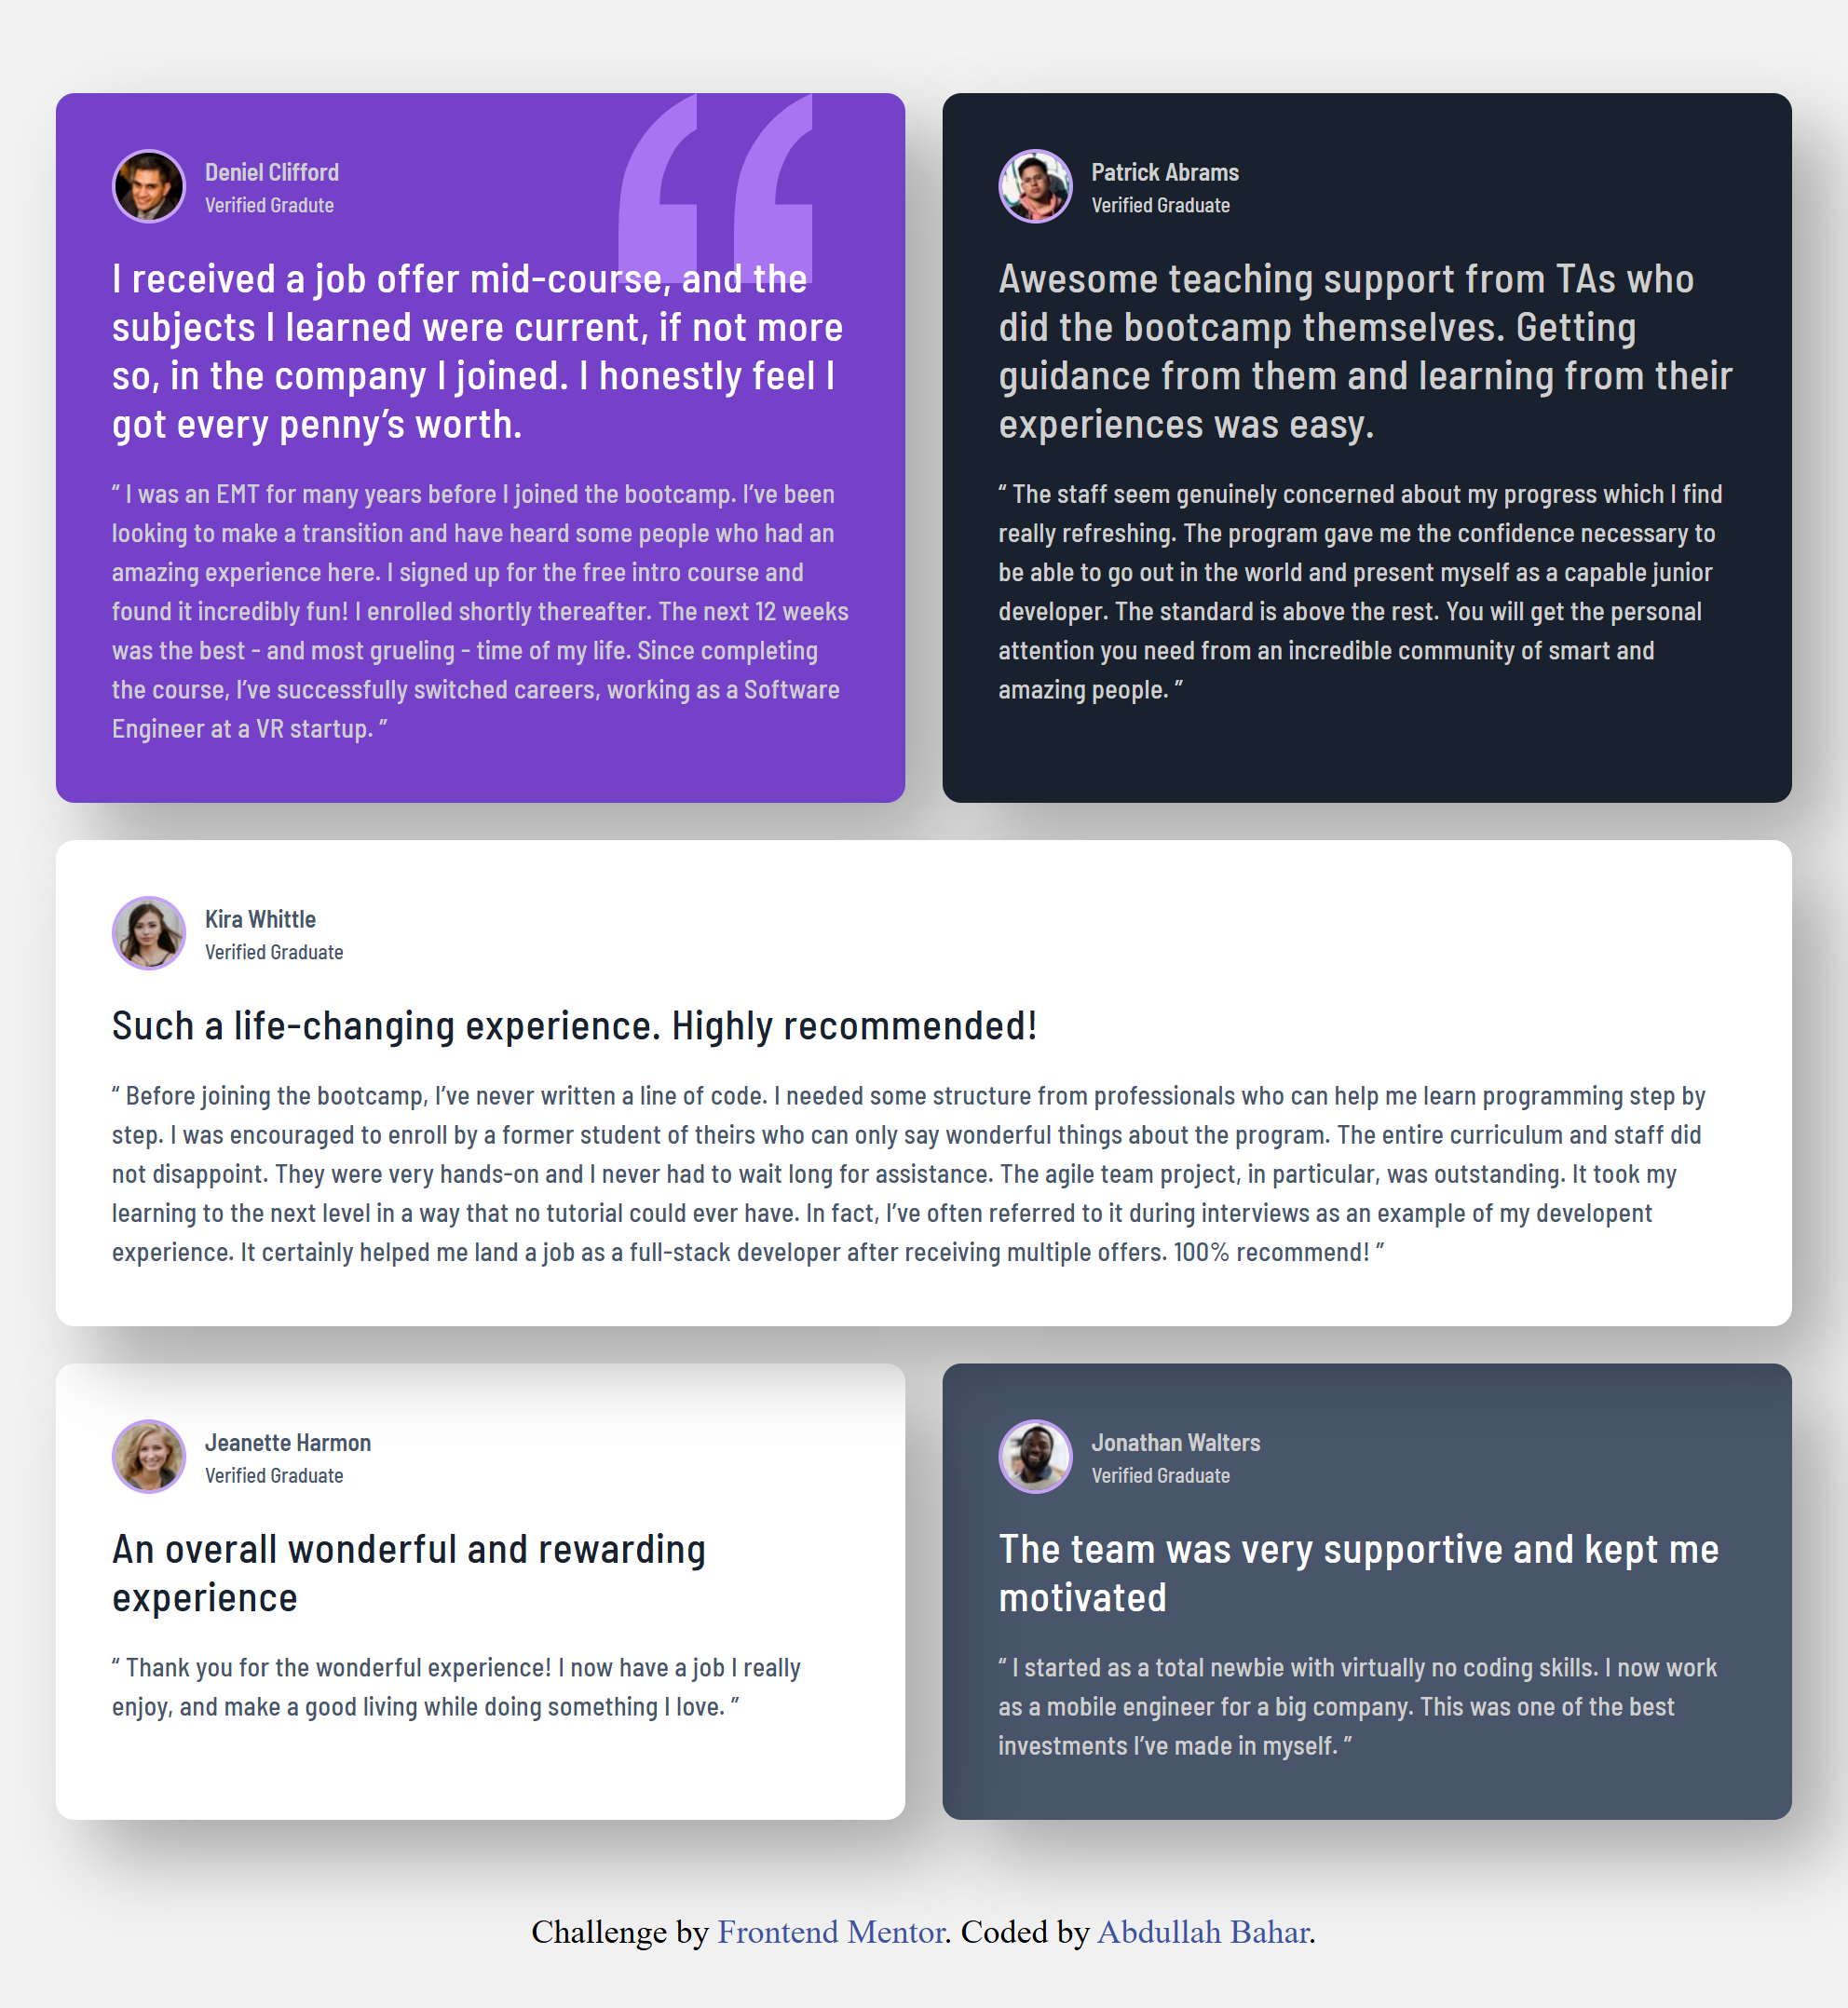 Deniel Clifford
Verified Gradute
I received a job offer mid-course, and the
subjects I learned were current, if not more
so, in the company I joined. I honestly feel I
got every penny’s worth.
“ I was an EMT for many years before I joined the bootcamp. I’ve been
looking to make a transition and have heard some people who had an
amazing experience here. I signed up for the free intro course and
found it incredibly fun! I enrolled shortly thereafter. The next 12 weeks
was the best - and most grueling - time of my life. Since completing
the course, I’ve successfully switched careers, working as a Software
Engineer at a VR startup. ”
Patrick Abrams
Verified Graduate
Awesome teaching support from TAs who
did the bootcamp themselves. Getting
guidance from them and learning from their
experiences was easy.
“ The staff seem genuinely concerned about my progress which I find
really refreshing. The program gave me the confidence necessary to
be able to go out in the world and present myself as a capable junior
developer. The standard is above the rest. You will get the personal
attention you need from an incredible community of smart and
amazing people. ”
Kira Whittle
Verified Graduate
Such a life-changing experience. Highly recommended!
“ Before joining the bootcamp, I’ve never written a line of code. I needed some structure from professionals who can help me learn programming step by
step. I was encouraged to enroll by a former student of theirs who can only say wonderful things about the program. The entire curriculum and staff did
not disappoint. They were very hands-on and I never had to wait long for assistance. The agile team project, in particular, was outstanding. It took my
learning to the next level in a way that no tutorial could ever have. In fact, I’ve often referred to it during interviews as an example of my developent
experience. It certainly helped me land a job as a full-stack developer after receiving multiple offers. 100% recommend! ”
Jeanette Harmon
Verified Graduate
An overall wonderful and rewarding
experience
“ Thank you for the wonderful experience! I now have a job I really
enjoy, and make a good living while doing something I love. ”
Jonathan Walters
Verified Graduate
The team was very supportive and kept me
motivated
“ I started as a total newbie with virtually no coding skills. I now work
as a mobile engineer for a big company. This was one of the best
investments I’ve made in myself. ”
Challenge by Frontend Mentor. Coded by Abdullah Bahar.